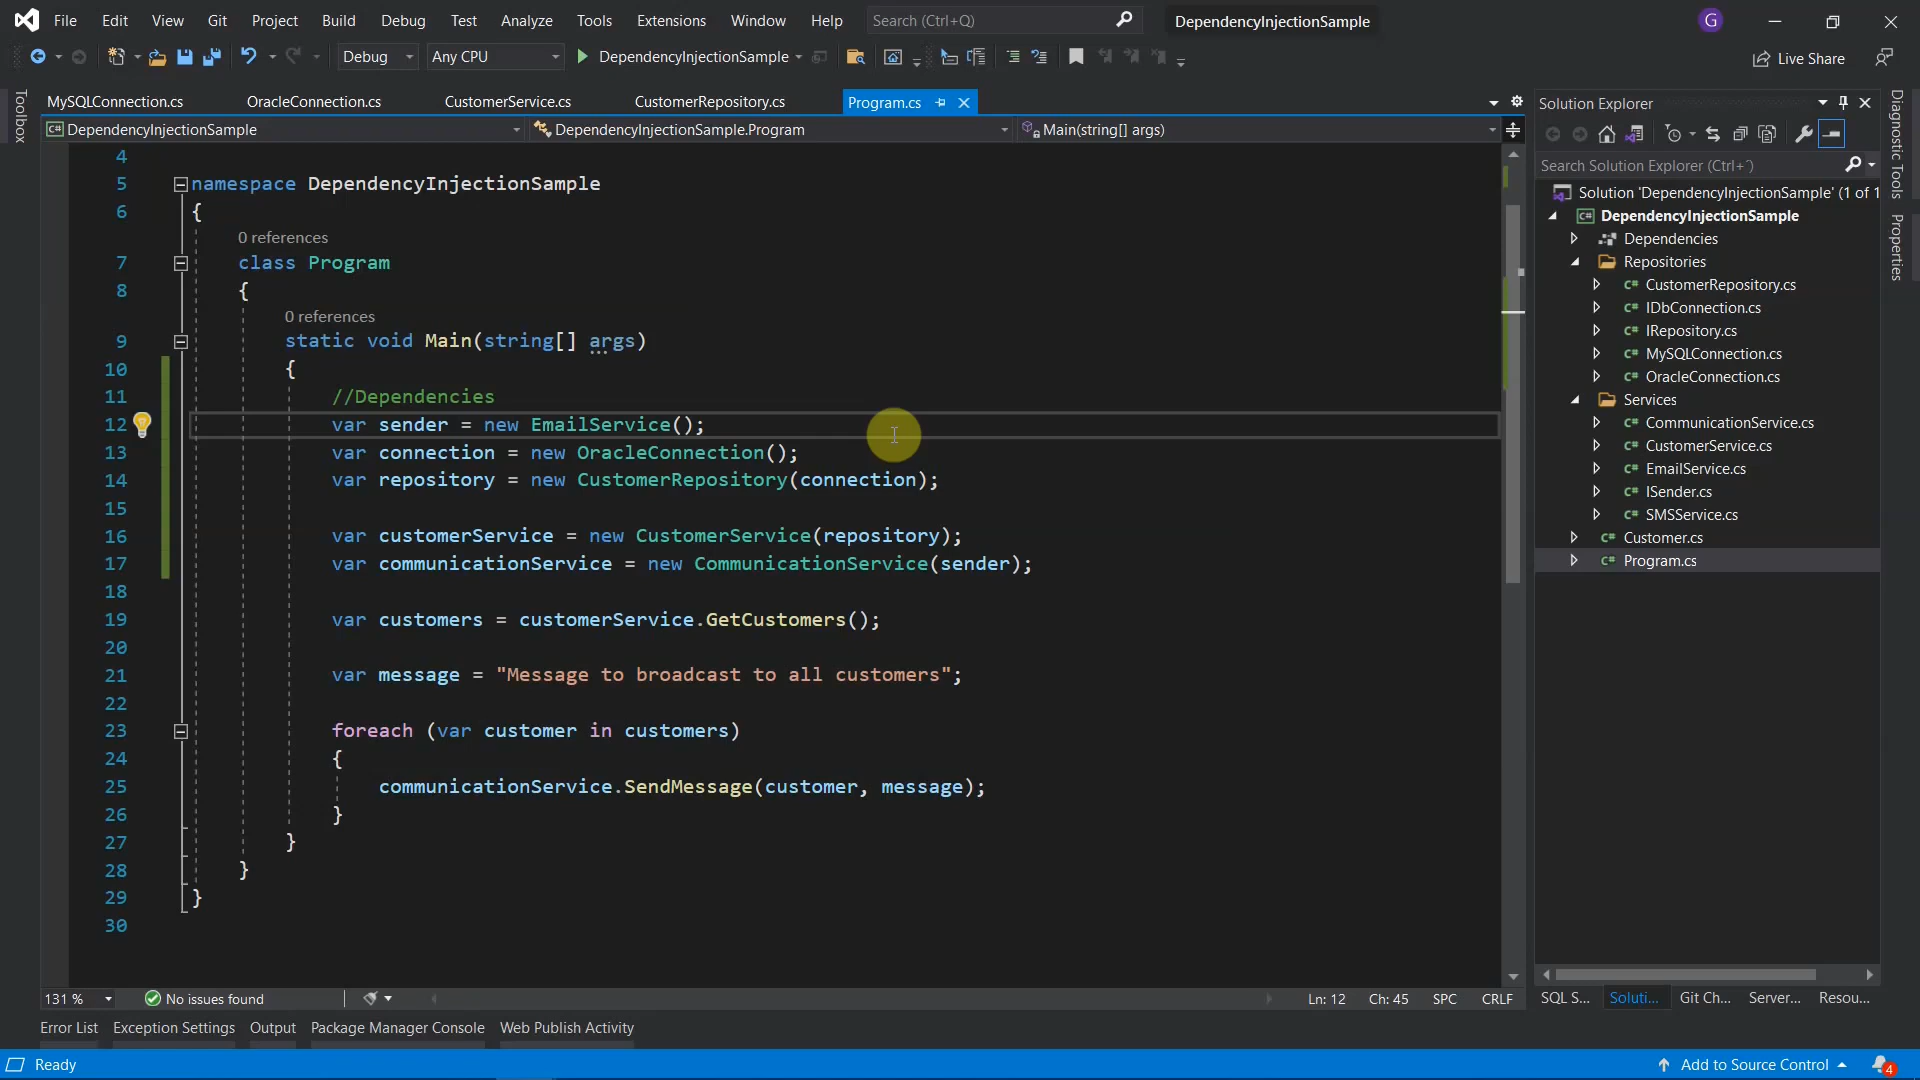 File Edit View Git Project Build Debug Test Analyze Tools Extensions Window Help Search (Ctrl+Q) DependencyInjectionSample G
Debug Any CPU DependencyInjectionSample Live Share
Toolbox
MySQLConnection.cs OracleConnection.cs CustomerService.cs CustomerRepository.cs Program.cs
DependencyInjectionSample DependencyInjectionSample.Program Main(string[] args)
4
5 namespace DependencyInjectionSample
6 {
0 references
7 class Program
8 {
0 references
9 static void Main(string[] args)
10 {
11 //Dependencies
12 var sender = new EmailService();
13 var connection = new OracleConnection();
14 var repository = new CustomerRepository(connection);
15
16 var customerService = new CustomerService(repository);
17 var communicationService = new CommunicationService(sender);
18
19 var customers = customerService.GetCustomers();
20
21 var message = "Message to broadcast to all customers";
22
23 foreach (var customer in customers)
24 {
25 communicationService.SendMessage(customer, message);
26 }
27 }
28 }
29 }
30
131 % No issues found Ln: 12 Ch: 45 SPC CRLF
Solution Explorer
Search Solution Explorer (Ctrl+´)
Solution 'DependencyInjectionSample' (1 of 1
C# DependencyInjectionSample
Dependencies
Repositories
C# CustomerRepository.cs
C# IDbConnection.cs
C# IRepository.cs
C# MySQLConnection.cs
C# OracleConnection.cs
Services
C# CommunicationService.cs
C# CustomerService.cs
C# EmailService.cs
C# ISender.cs
C# SMSService.cs
C# Customer.cs
C# Program.cs
SQL S... Soluti... Git Ch... Server... Resou...
Diagnostic Tools
Properties
Error List Exception Settings Output Package Manager Console Web Publish Activity
Ready Add to Source Control 4